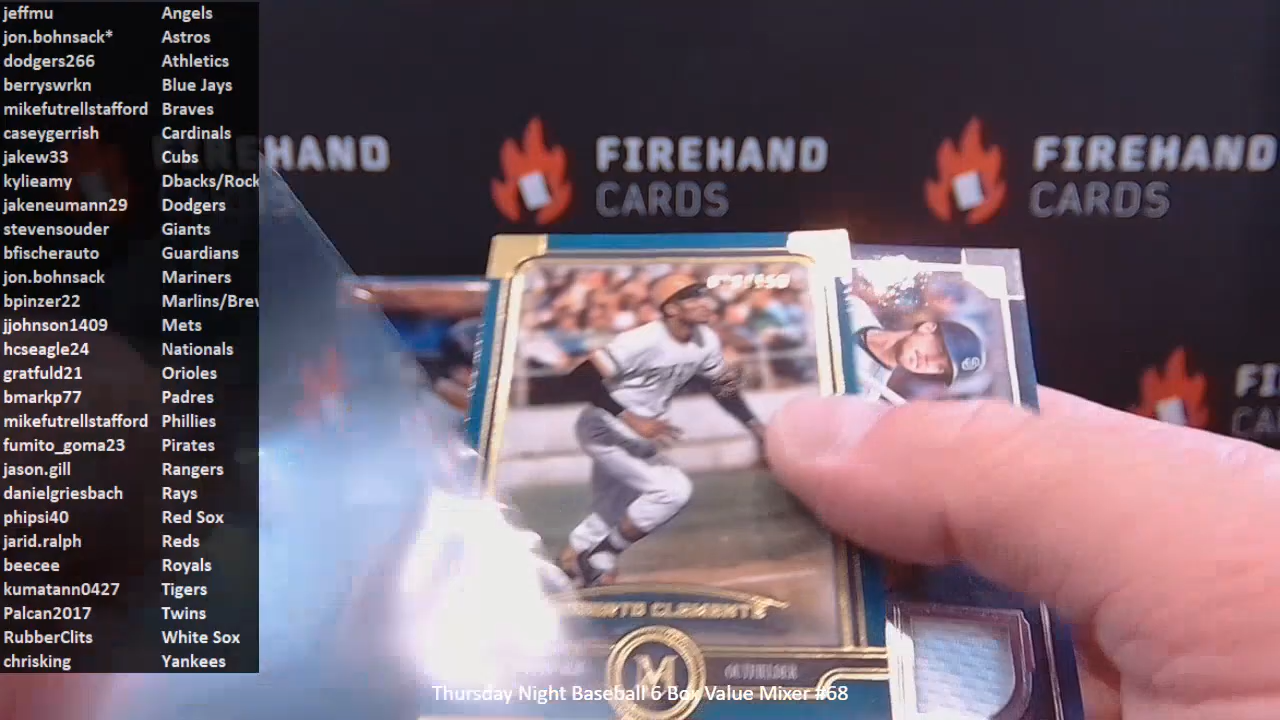 jeffmu Angels
jon.bohnsack* Astros
dodgers266 Athletics
berryswrkn Blue Jays
mikefutrellstafford Braves
caseygerrish Cardinals
jakew33 Cubs
kylieamy Dbacks/Rock
jakeneumann29 Dodgers
stevensouder Giants
bfischerauto Guardians
jon.bohnsack Mariners
bpinzer22 Marlins/Brew
jjohnson1409 Mets
hcseagle24 Nationals
gratfuld21 Orioles
bmarkp77 Padres
mikefutrellstafford Phillies
fumito_goma23 Pirates
jason.gill Rangers
danielgriesbach Rays
phipsi40 Red Sox
jarid.ralph Reds
beecee Royals
kumatann0427 Tigers
Palcan2017 Twins
RubberClits White Sox
chrisking Yankees
HAND
FIREHAND
CARDS
FIREHAND
CARDS
FI
CA
CLEMENTE
M
OUTFIELDER
Thursday Night Baseball 6 Box Value Mixer #68